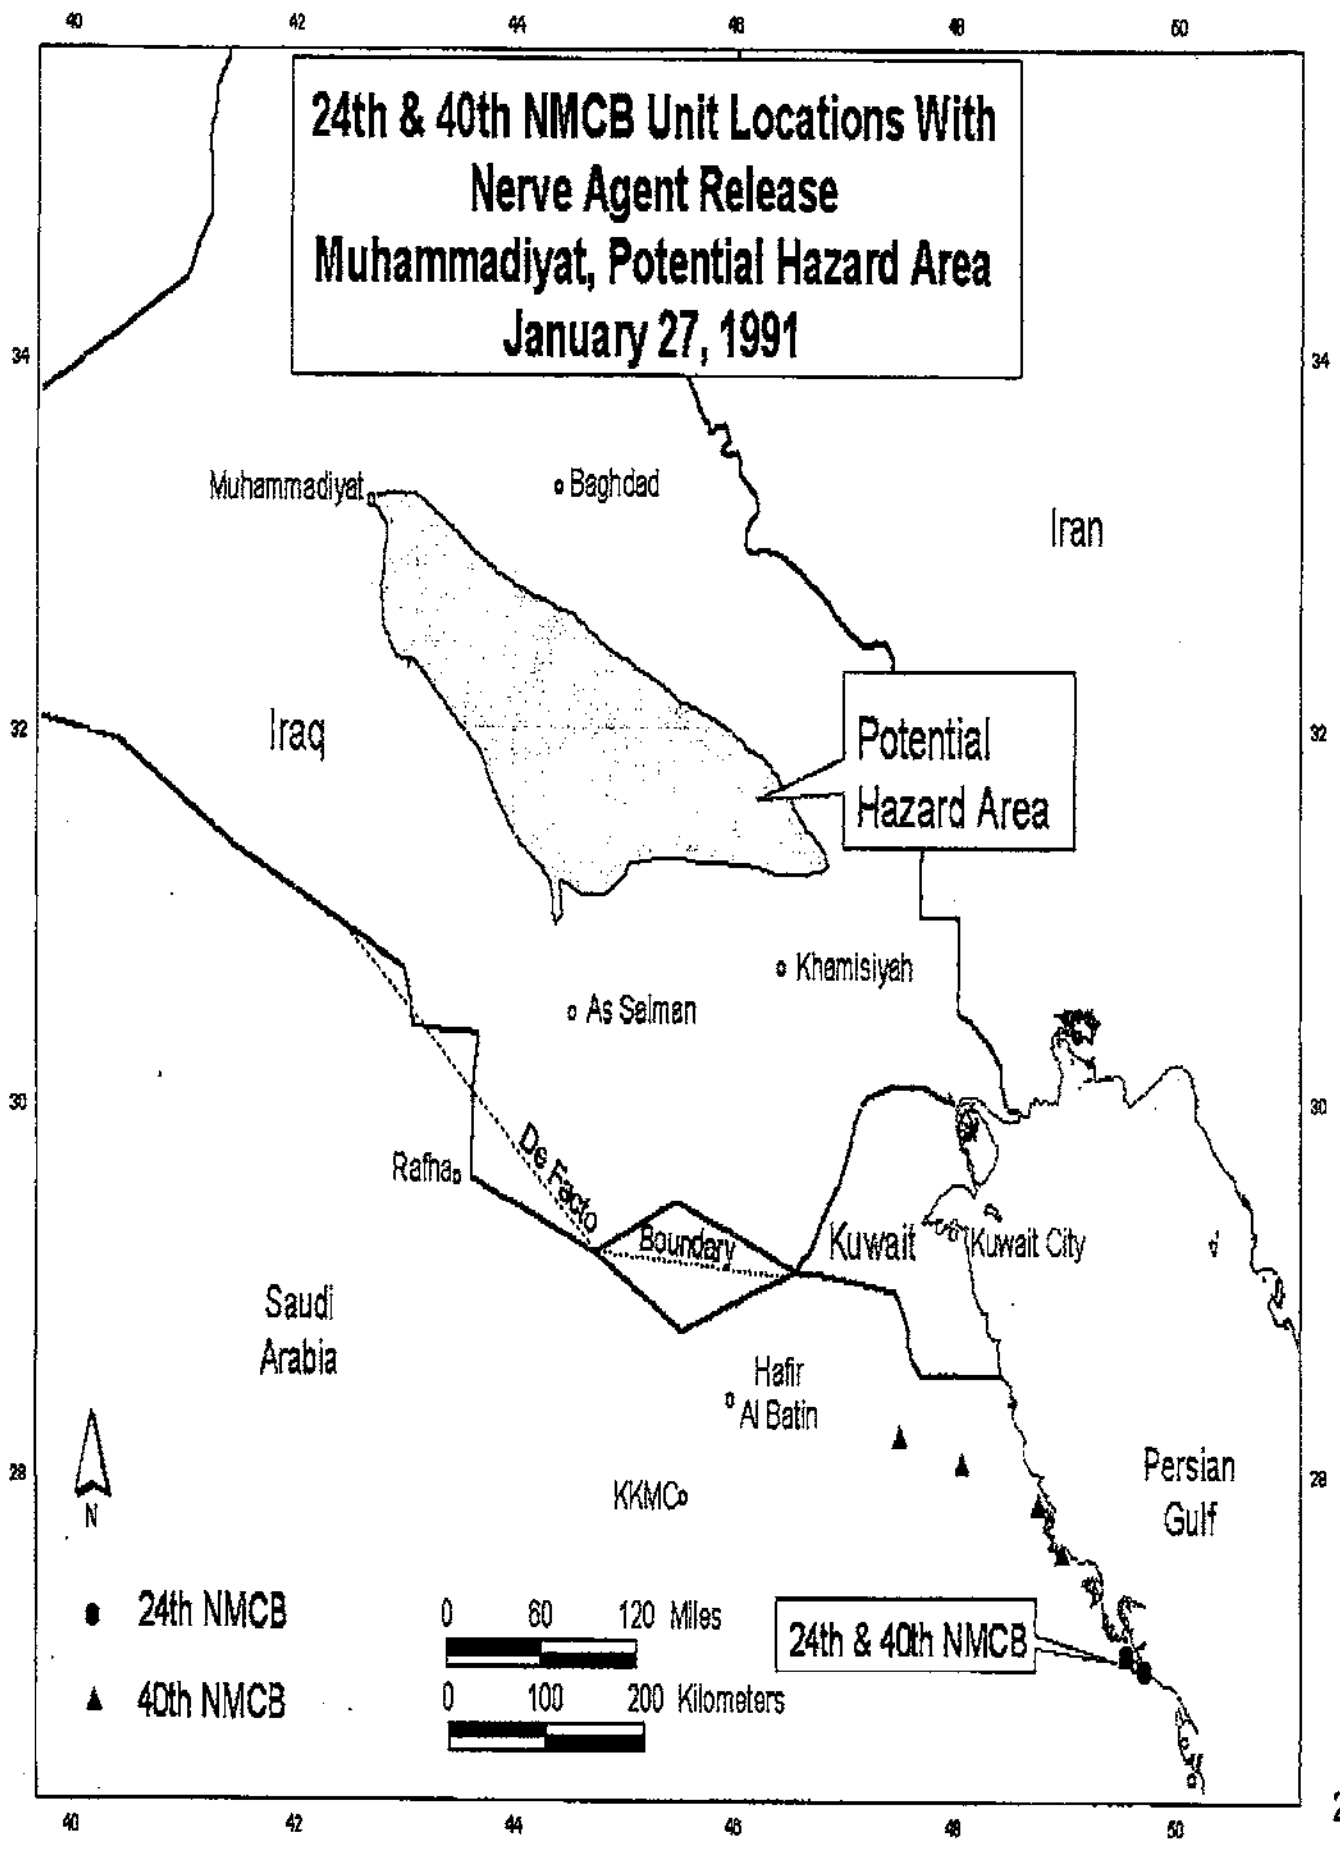 40 42 44 46 48 50
24th & 40th NMCB Unit Locations With
Nerve Agent Release
Muhammadiyat, Potential Hazard Area
January 27, 1991
34 34
Muhammadiyat
Baghdad
Iran
Iraq
32 32
Potential
Hazard Area
Khamisiyah
As Salman
30 30
De Facto
Boundary
Rafha
Kuwait
Kuwait City
Saudi
Arabia
Hafir
Al Batin
28 28
KKMC
Persian
Gulf
N
24th NMCB
40th NMCB
0 60 120 Miles
0 100 200 Kilometers
24th & 40th NMCB
40 42 44 46 48 50